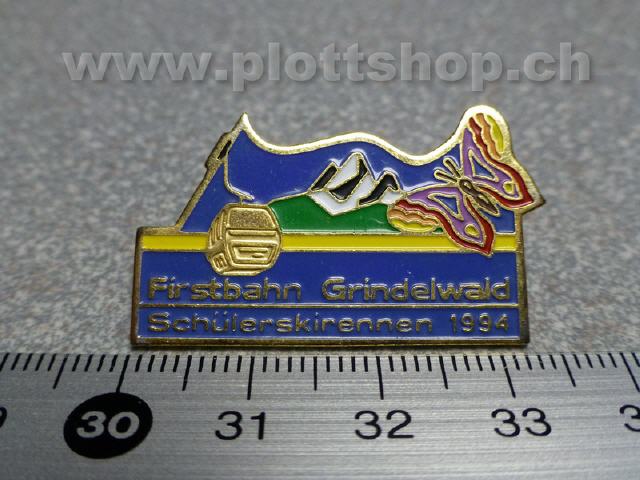 www.plottshop.ch
Firstbahn Grindelwald
Schülerskirennen 1994
30 31 32 33